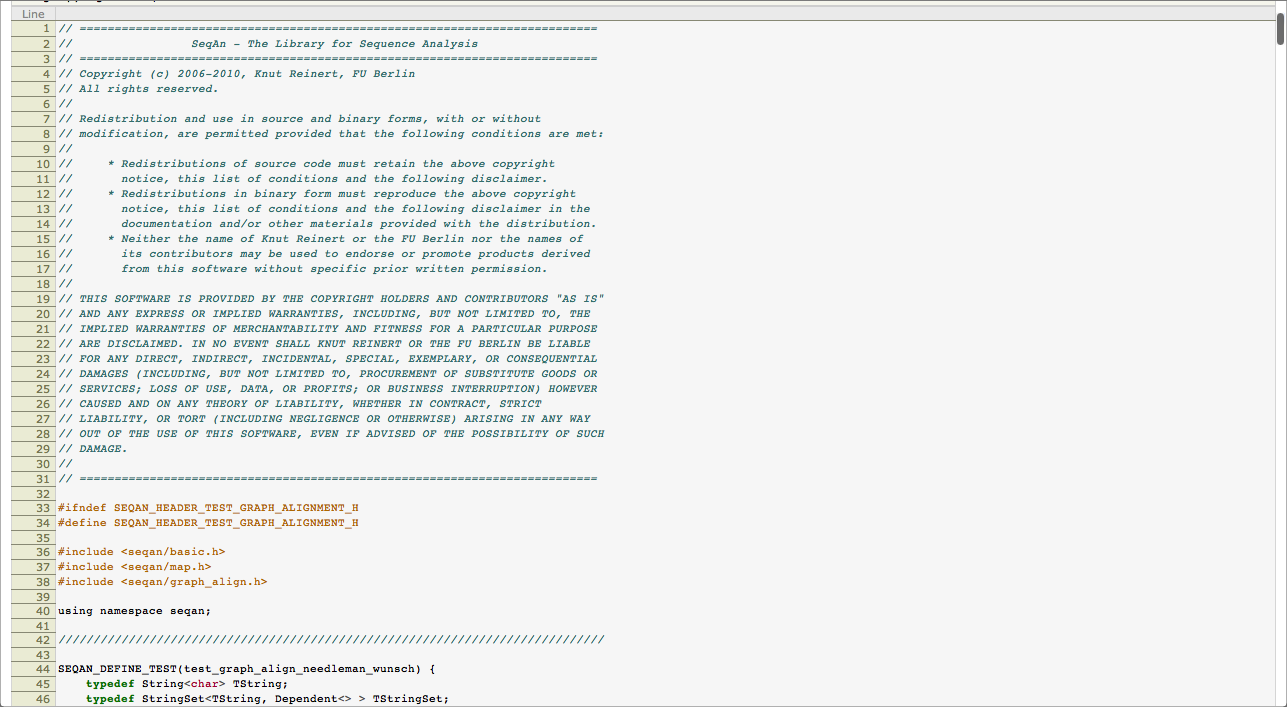 Line
1 // ==========================================================================
2 //                 SeqAn - The Library for Sequence Analysis
3 // ==========================================================================
4 // Copyright (c) 2006-2010, Knut Reinert, FU Berlin
5 // All rights reserved.
6 //
7 // Redistribution and use in source and binary forms, with or without
8 // modification, are permitted provided that the following conditions are met:
9 //
10 //     * Redistributions of source code must retain the above copyright
11 //       notice, this list of conditions and the following disclaimer.
12 //     * Redistributions in binary form must reproduce the above copyright
13 //       notice, this list of conditions and the following disclaimer in the
14 //       documentation and/or other materials provided with the distribution.
15 //     * Neither the name of Knut Reinert or the FU Berlin nor the names of
16 //       its contributors may be used to endorse or promote products derived
17 //       from this software without specific prior written permission.
18 //
19 // THIS SOFTWARE IS PROVIDED BY THE COPYRIGHT HOLDERS AND CONTRIBUTORS "AS IS"
20 // AND ANY EXPRESS OR IMPLIED WARRANTIES, INCLUDING, BUT NOT LIMITED TO, THE
21 // IMPLIED WARRANTIES OF MERCHANTABILITY AND FITNESS FOR A PARTICULAR PURPOSE
22 // ARE DISCLAIMED. IN NO EVENT SHALL KNUT REINERT OR THE FU BERLIN BE LIABLE
23 // FOR ANY DIRECT, INDIRECT, INCIDENTAL, SPECIAL, EXEMPLARY, OR CONSEQUENTIAL
24 // DAMAGES (INCLUDING, BUT NOT LIMITED TO, PROCUREMENT OF SUBSTITUTE GOODS OR
25 // SERVICES; LOSS OF USE, DATA, OR PROFITS; OR BUSINESS INTERRUPTION) HOWEVER
26 // CAUSED AND ON ANY THEORY OF LIABILITY, WHETHER IN CONTRACT, STRICT
27 // LIABILITY, OR TORT (INCLUDING NEGLIGENCE OR OTHERWISE) ARISING IN ANY WAY
28 // OUT OF THE USE OF THIS SOFTWARE, EVEN IF ADVISED OF THE POSSIBILITY OF SUCH
29 // DAMAGE.
30 //
31 // ==========================================================================
32
33 #ifndef SEQAN_HEADER_TEST_GRAPH_ALIGNMENT_H
34 #define SEQAN_HEADER_TEST_GRAPH_ALIGNMENT_H
35
36 #include <seqan/basic.h>
37 #include <seqan/map.h>
38 #include <seqan/graph_align.h>
39
40 using namespace seqan;
41
42 //////////////////////////////////////////////////////////////////////////////
43
44 SEQAN_DEFINE_TEST(test_graph_align_needleman_wunsch) {
45     typedef String<char> TString;
46     typedef StringSet<TString, Dependent<> > TStringSet;